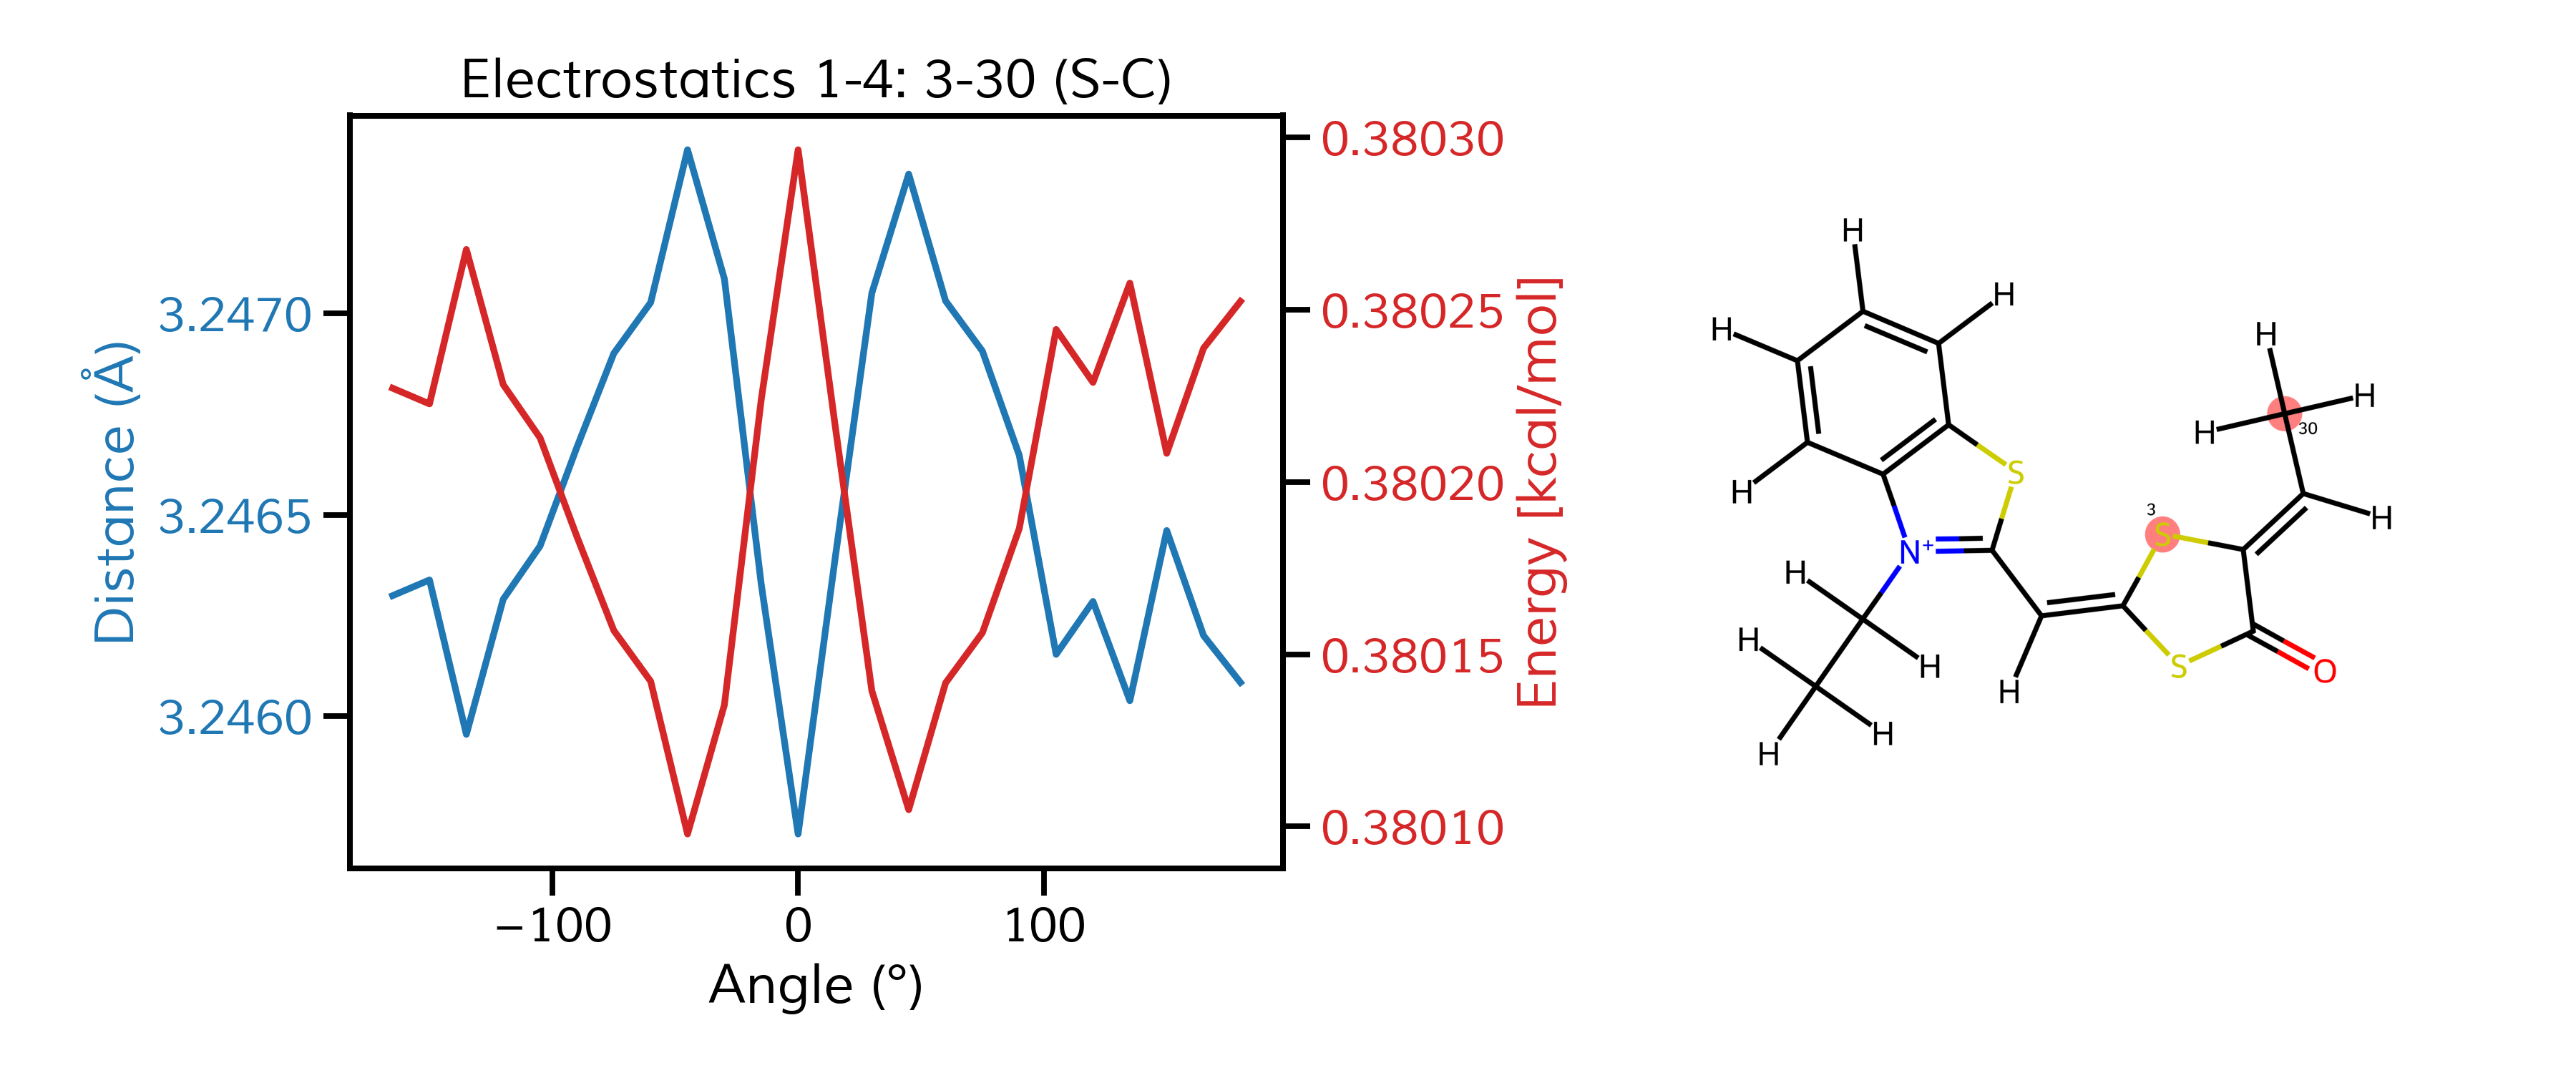 Electrostatics 1-4: 3-30 (S-C)
Distance (Å)
3.2470
3.2465
3.2460
−100
0
100
Angle (°)
0.38030
0.38025
0.38020
0.38015
0.38010
Energy [kcal/mol]
H
H
H
H
S
N+
H
H
H
H
H
H
3
S
S
O
H
H
H
30
H